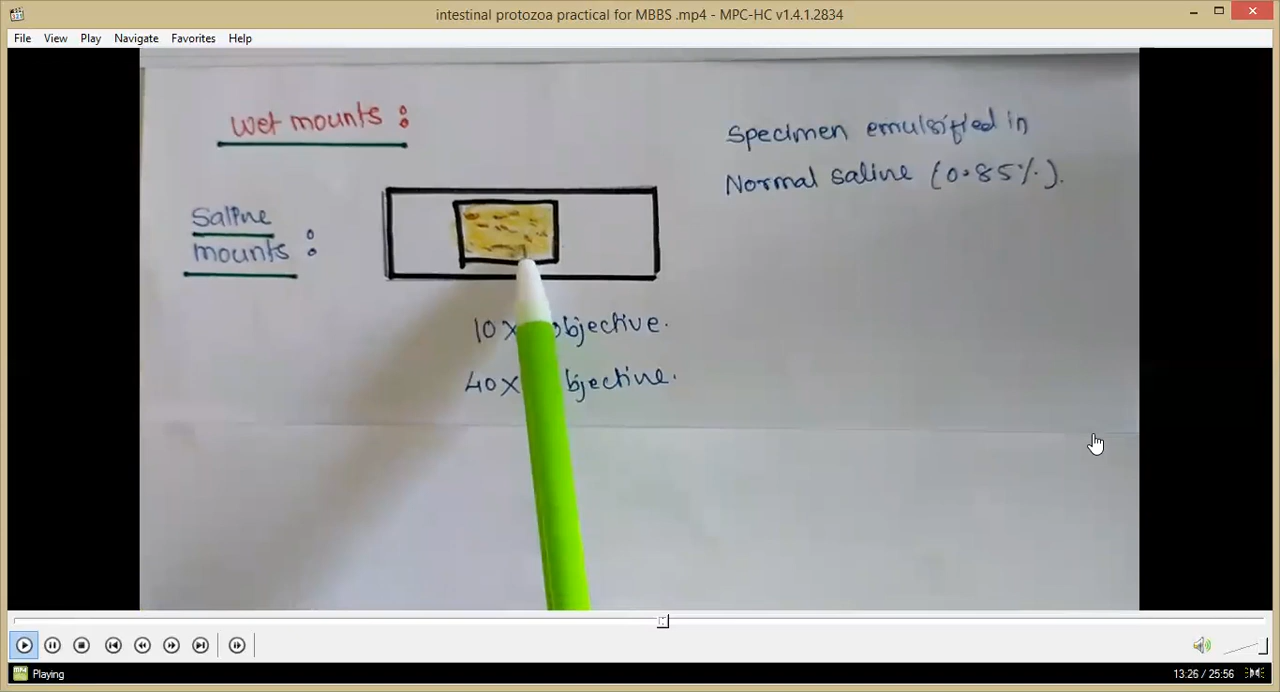 intestinal protozoa practical for MBBS .mp4 - MPC-HC v1.4.1.2834
File View Play Navigate Favorites Help
Wet mounts :
Specimen emulsified in
Normal saline (0.85%).
Saline
mounts :
10X objective.
40X bjective.
Playing
13:26 / 25:56